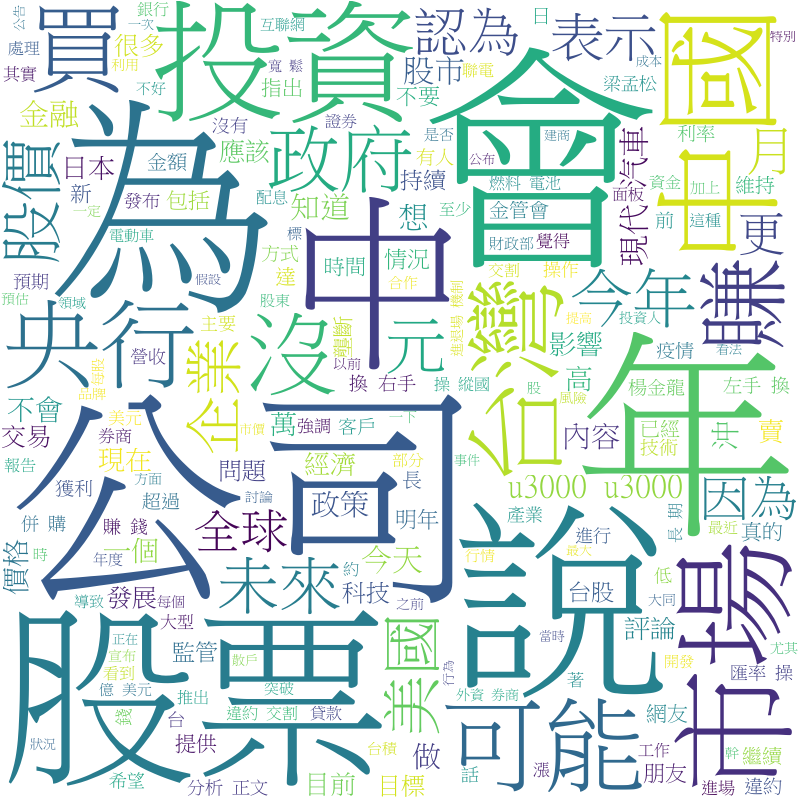 公告
銀行
一次
互聯網
日
特別
買
很多
投資
認為
表示
中國
處理
利用
指出
寬 鬆
股市
聯電
成本
其實
不好
不要
梁孟松
金融
沒有
證券
是否
建商
利率
月
股價
日本
金額
應該
政府
有人
公布
現代汽車
為
會
持續
燃料 電池
面板
資金
加上
維持
新
發布
包括
配息
知道
想
至少
金管會
前
這種
更
一定
電動車
標
財政部
覺得
預期
方式
達
時間
情況
合作
交割
操作
賺
中
台灣
今年
預估
領域
假設
股東
提高
投資人
看法
央行
主要
壟斷
進退場 機制
影響
疫情
營收
沒
元
以前
高
企業
換 右手
操 縱國
股
風險
楊金龍
左手 換
品牌
每股
年
不會
美元
市價
萬
強調
客戶
一下
內容
已經
沖
賣
交易
券商
現在
經濟
部分
事件
技術
報告
方面
問題
長
u3000 u3000
因為
公司
獲利
超過
討論
政策
明年
說
產業
長 期
最近
真的
併 購
賺 錢
一個
全球
進行
市場
價格
時
年度
今天
行情
最大
約
未來
科技
台股
低
導致
每個
發展
之前
大同
評論
股票
大型
美國
當時
尤其
正在
宣布
監管
可能
開發
匯率 操
看到
散戶
行為
億 美元
推出
突破
外資 券商
著
網友
錢
違約 交割
貸款
台
狀況
提供
台積
做
話
工作
幹
繼續
希望
分析 正文
目前
目標
漲
朋友
進場
違約